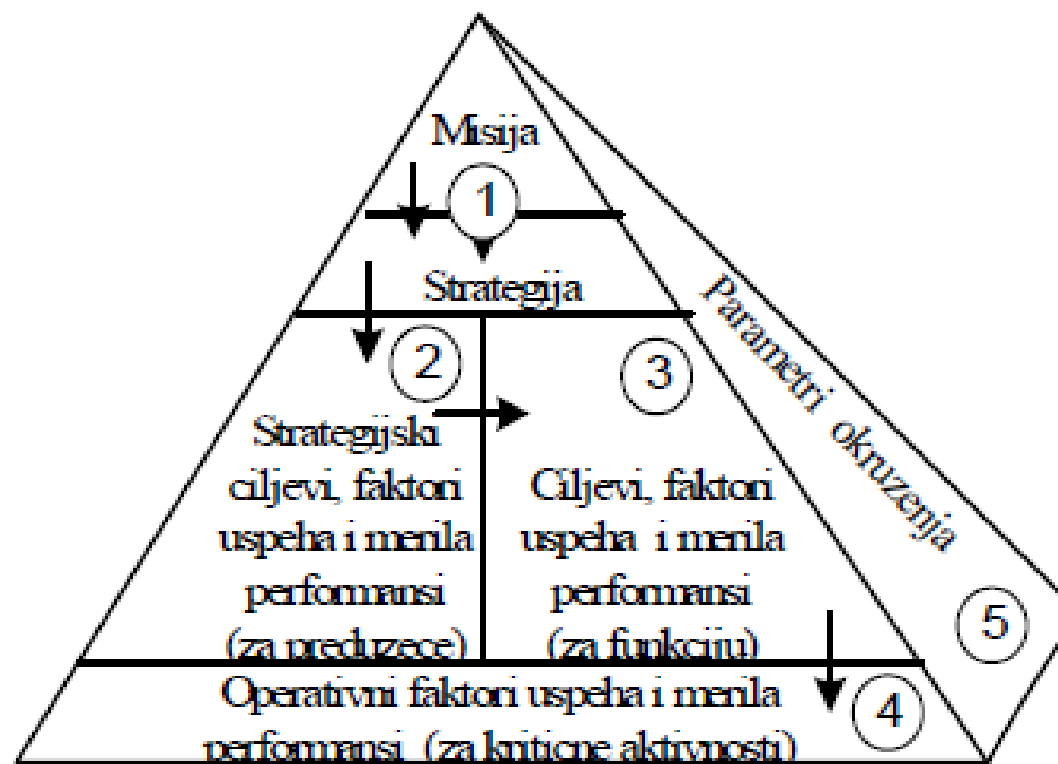 Misija
1
Strategija
2
3
Strategijski
ciljevi, faktori
uspeha i merila
performansi
(za preduzece)
Ciljevi, faktori
uspeha i merila
performansi
(za funkciju)
Parametri okruzenja
5
Operativni faktori uspeha i merila
performansi (za kriticne aktivnosti)
4